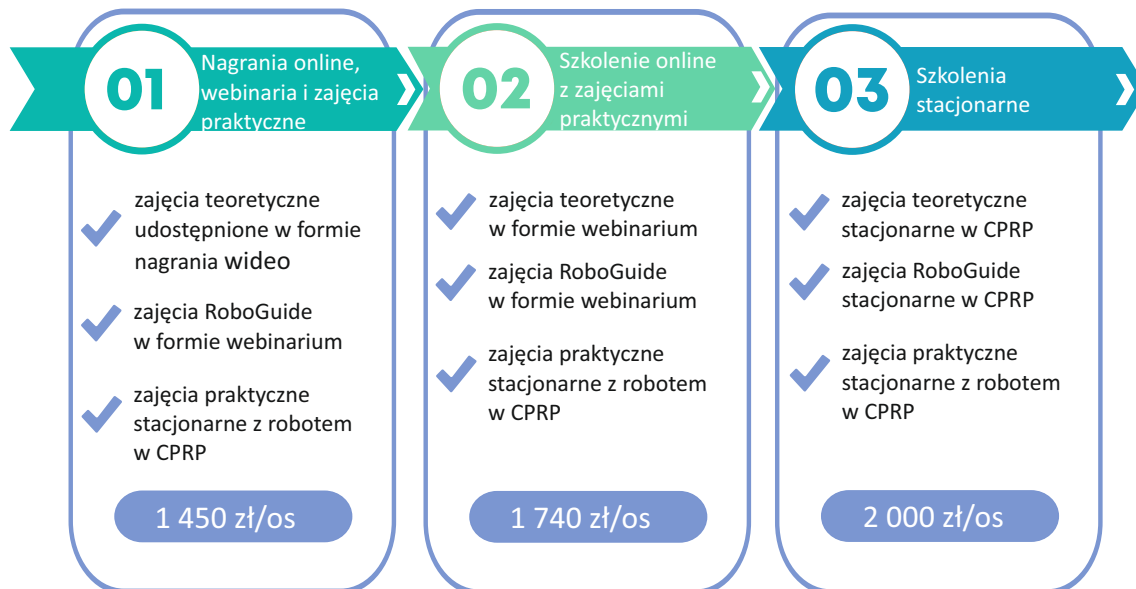 01
Nagrania online,
webinaria i zajęcia
praktyczne
zajęcia teoretyczne
udostępnione w formie
nagrania wideo
zajęcia RoboGuide
w formie webinarium
zajęcia praktyczne
stacjonarne z robotem
w CPRP
1 450 zł/os
02
Szkolenie online
z zajęciami
praktycznymi
zajęcia teoretyczne
w formie webinarium
zajęcia RoboGuide
w formie webinarium
zajęcia praktyczne
stacjonarne z robotem
w CPRP
1 740 zł/os
03
Szkolenia
stacjonarne
zajęcia teoretyczne
stacjonarne w CPRP
zajęcia RoboGuide
stacjonarne w CPRP
zajęcia praktyczne
stacjonarne z robotem
w CPRP
2 000 zł/os